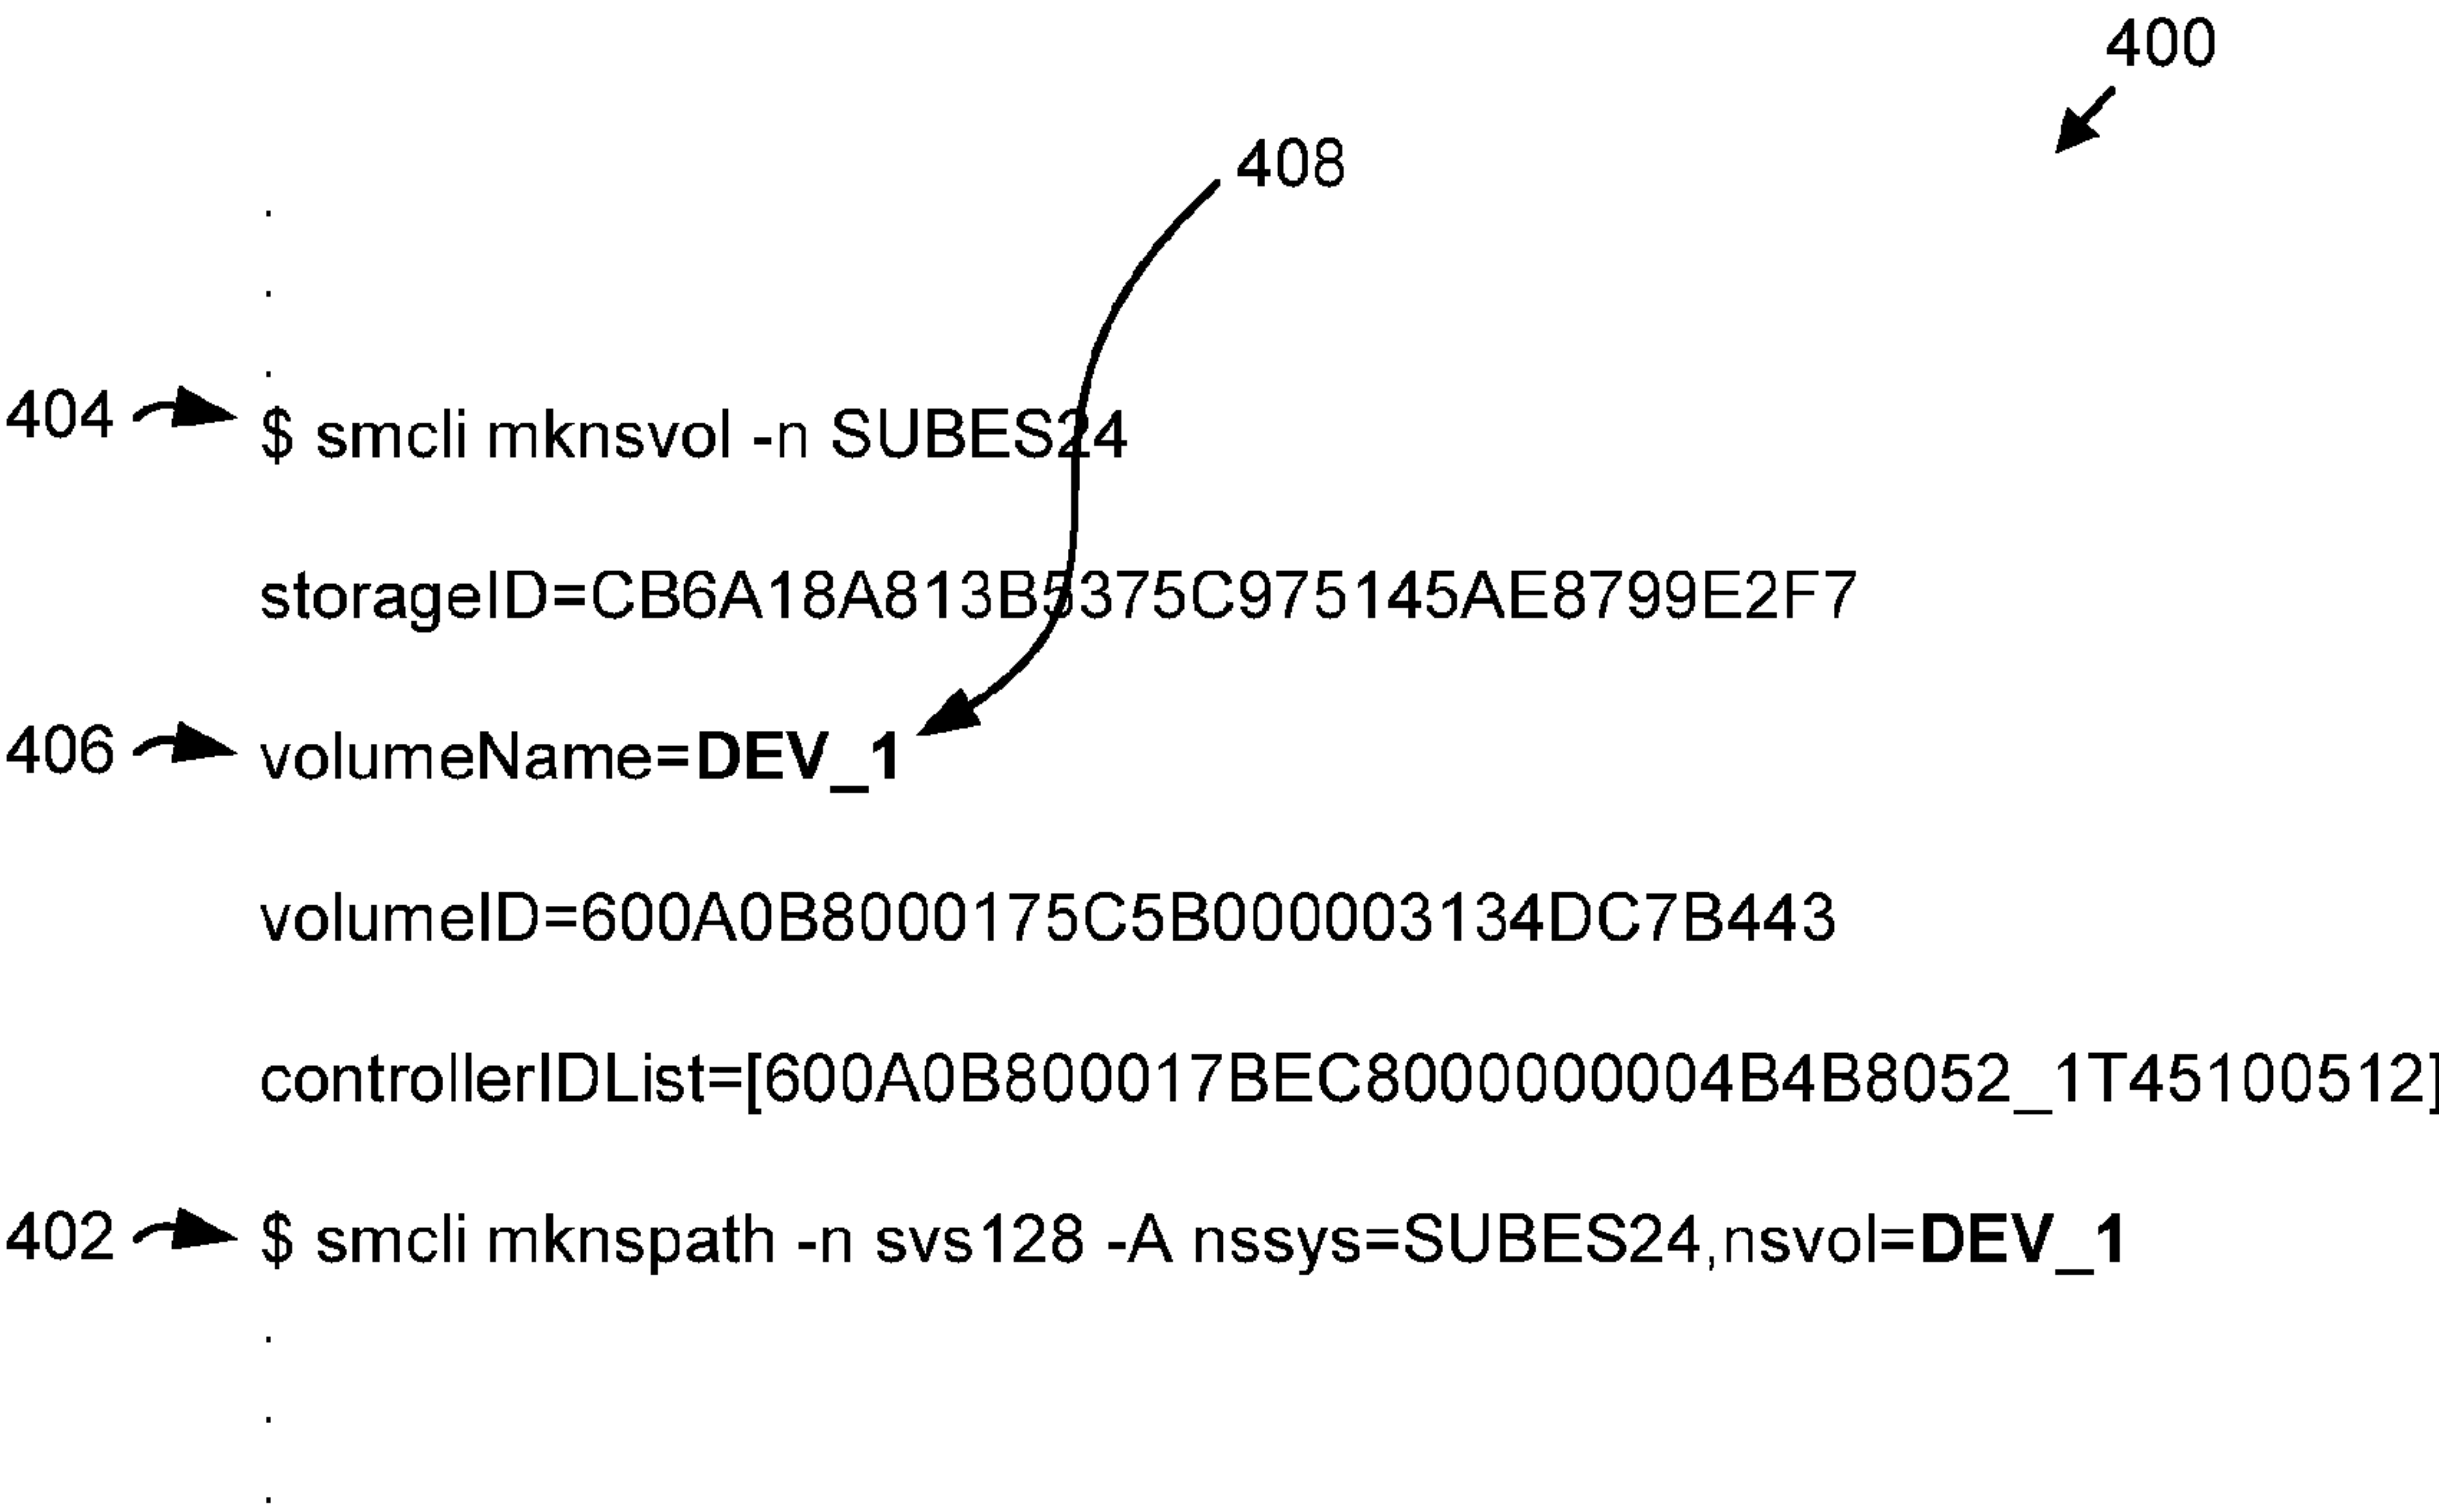 400
408
.
.
.
404 $ smcli mknsvol -n SUBES24
storageID=CB6A18A813B5375C975145AE8799E2F7
406 volumeName=DEV_1
volumeID=600A0B8000175C5B000003134DC7B443
controllerIDList=[600A0B800017BEC8000000004B4B8052_1T45100512]
402 $ smcli mknspath -n svs128 -A nssys=SUBES24,nsvol=DEV_1
.
.
.